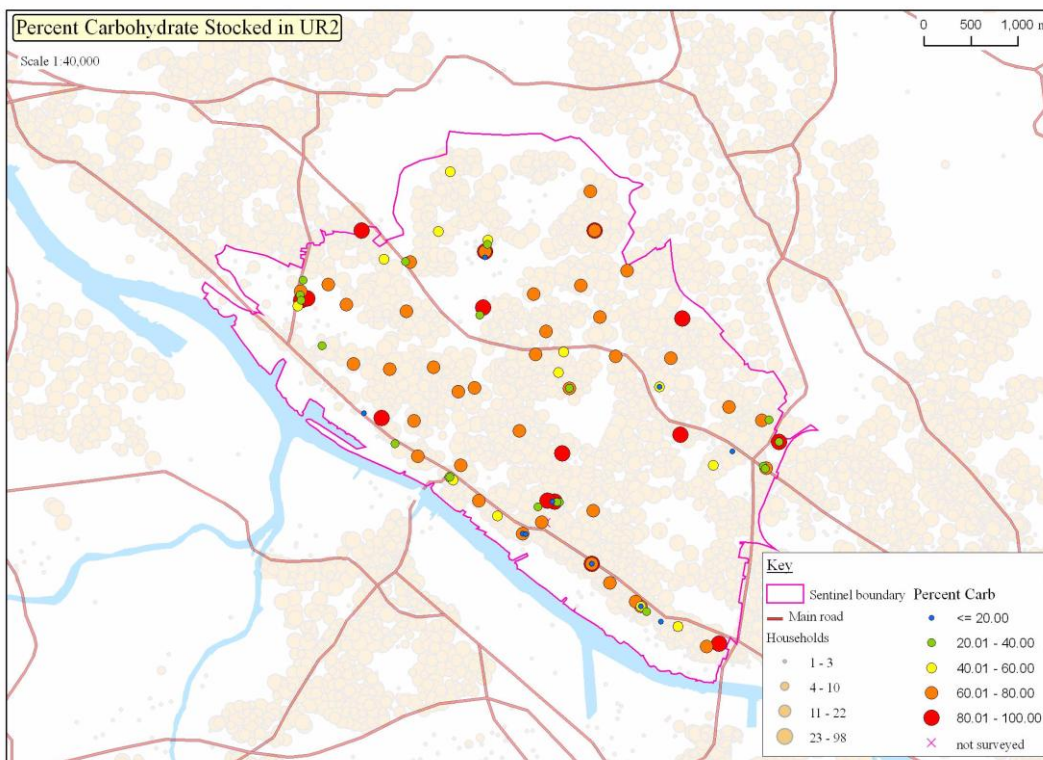 Percent Carbohydrate Stocked in UR2
0 500 1,000 m
Scale 1:40,000
Key
Sentinel boundary
Main road
Households
1 - 3
4 - 10
11 - 22
23 - 98
Percent Carb
<= 20.00
20.01 - 40.00
40.01 - 60.00
60.01 - 80.00
80.01 - 100.00
not surveyed